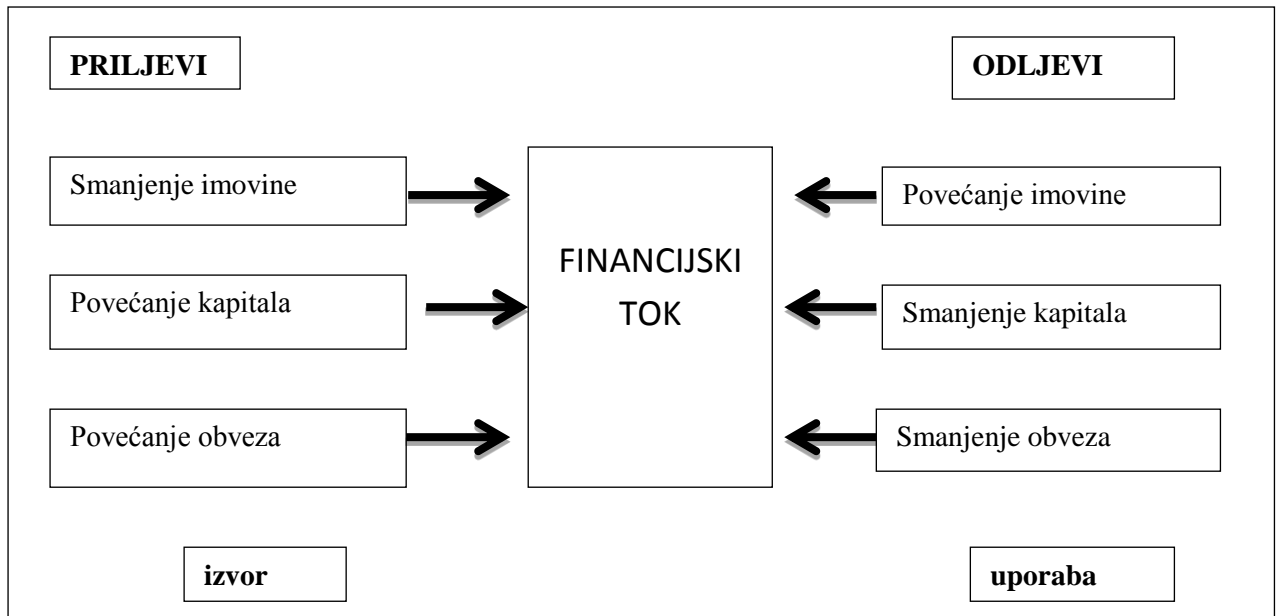 PRILJEVI
ODLJEVI
Smanjenje imovine
Povećanje kapitala
Povećanje obveza
FINANCIJSKI
TOK
Povećanje imovine
Smanjenje kapitala
Smanjenje obveza
izvor
uporaba